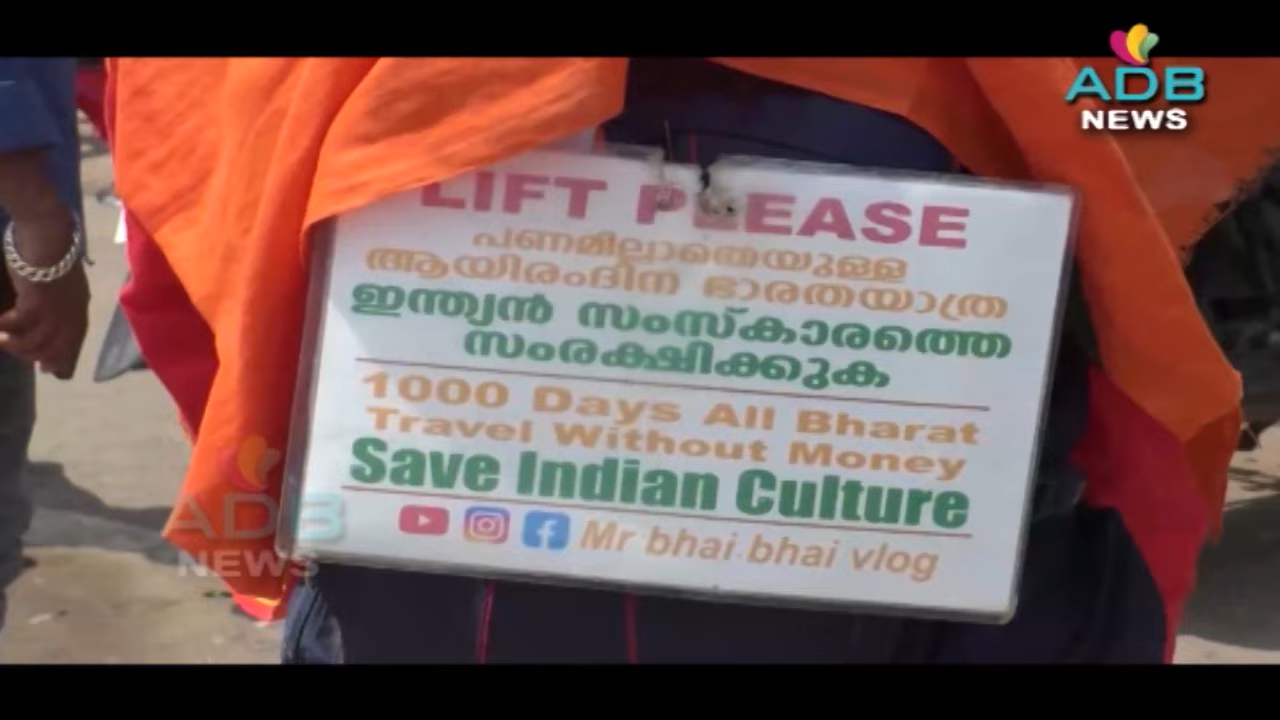 ADB
NEWS
LIFT PLEASE
പണമില്ലാതെയുള്ള
ആയിരംദിന ഭാരതയാത്ര
ഇന്ത്യൻ സംസ്കാരത്തെ
സംരക്ഷിക്കുക
1000 Days All Bharat
Travel Without Money
Save Indian Culture
Mr bhai bhai vlog
ADB
NEWS